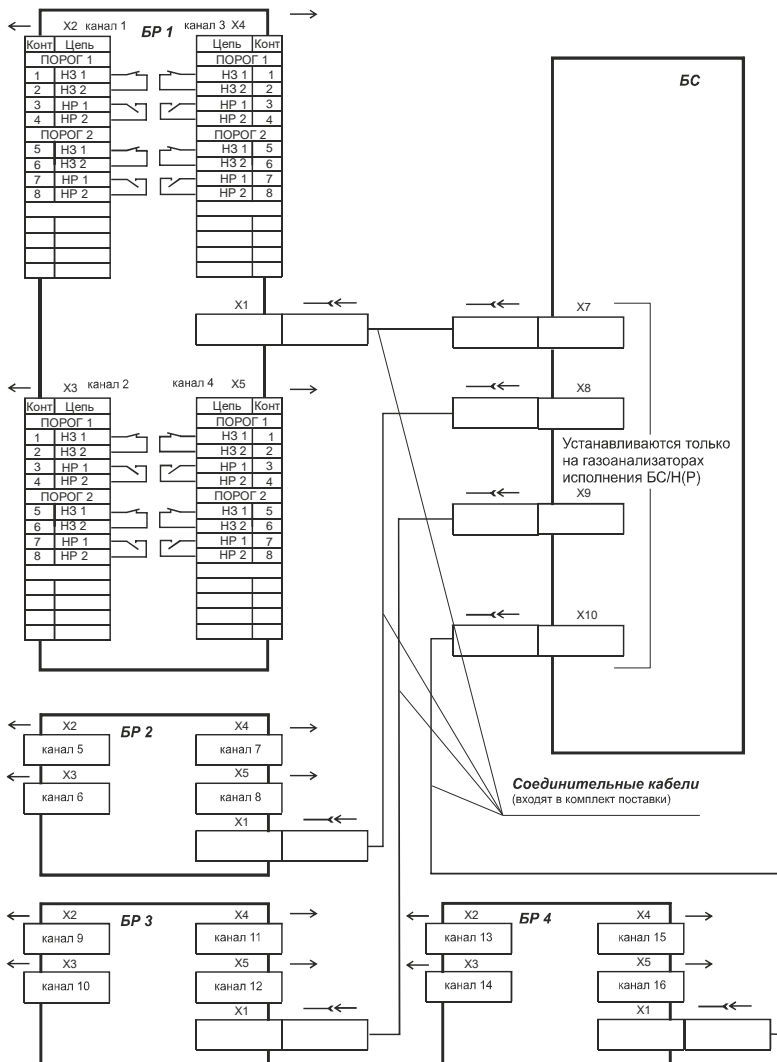 X2 канал 1 БР 1 канал 3 X4
Конт Цепь
ПОРОГ 1
1 НЗ 1
2 НЗ 2
3 НР 1
4 НР 2
ПОРОГ 2
5 НЗ 1
6 НЗ 2
7 НР 1
8 НР 2
Цепь Конт
ПОРОГ 1
НЗ 1 1
НЗ 2 2
НР 1 3
НР 2 4
ПОРОГ 2
НЗ 1 5
НЗ 2 6
НР 1 7
НР 2 8
X1
X3 канал 2 канал 4 X5
Конт Цепь
ПОРОГ 1
1 НЗ 1
2 НЗ 2
3 НР 1
4 НР 2
ПОРОГ 2
5 НЗ 1
6 НЗ 2
7 НР 1
8 НР 2
Цепь Конт
ПОРОГ 1
НЗ 1 1
НЗ 2 2
НР 1 3
НР 2 4
ПОРОГ 2
НЗ 1 5
НЗ 2 6
НР 1 7
НР 2 8
БС
X7
X8
Устанавливаются только
на газоанализаторах
исполнения БС/Н(Р)
X9
X10
Соединительные кабели
(входят в комплект поставки)
БР 2
X2
канал 5
X3
канал 6
X4
канал 7
X5
канал 8
X1
БР 3
X2
канал 9
X3
канал 10
X4
канал 11
X5
канал 12
X1
БР 4
X2
канал 13
X3
канал 14
X4
канал 15
X5
канал 16
X1